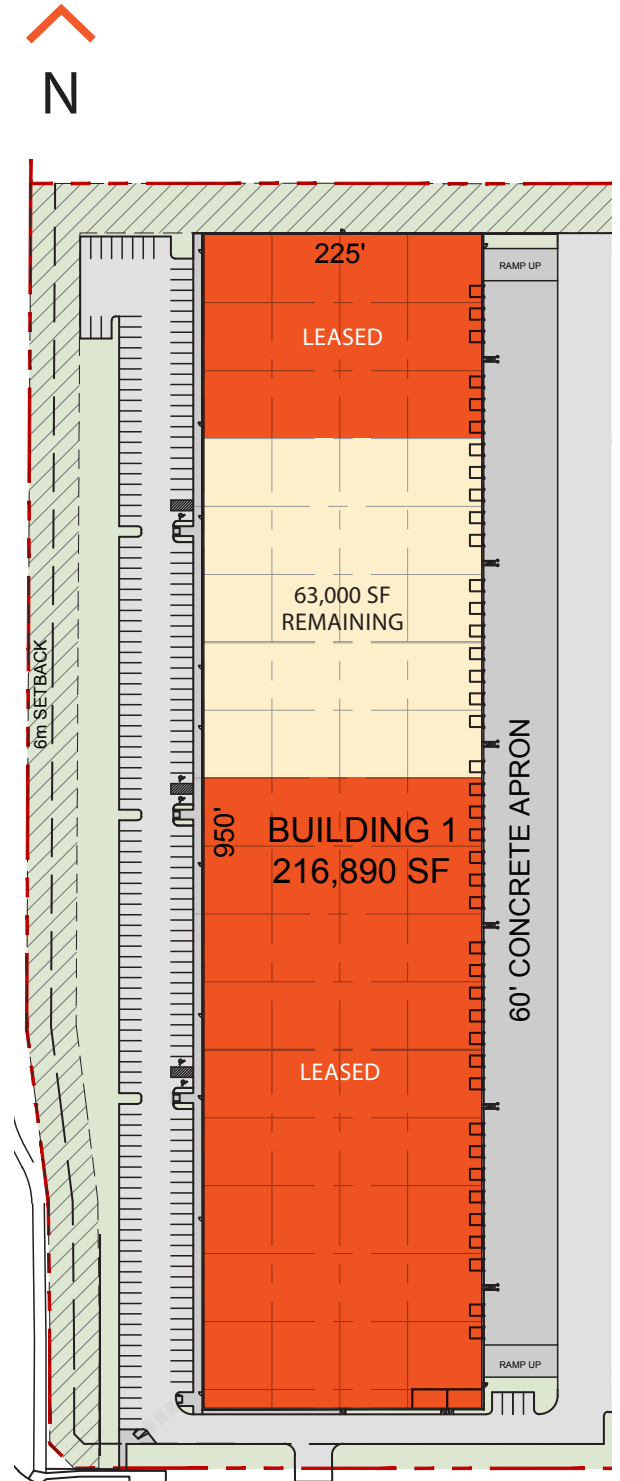 N
225'
RAMP UP
LEASED
63,000 SF
REMAINING
6m SETBACK
950'
BUILDING 1
216,890 SF
60' CONCRETE APRON
LEASED
RAMP UP